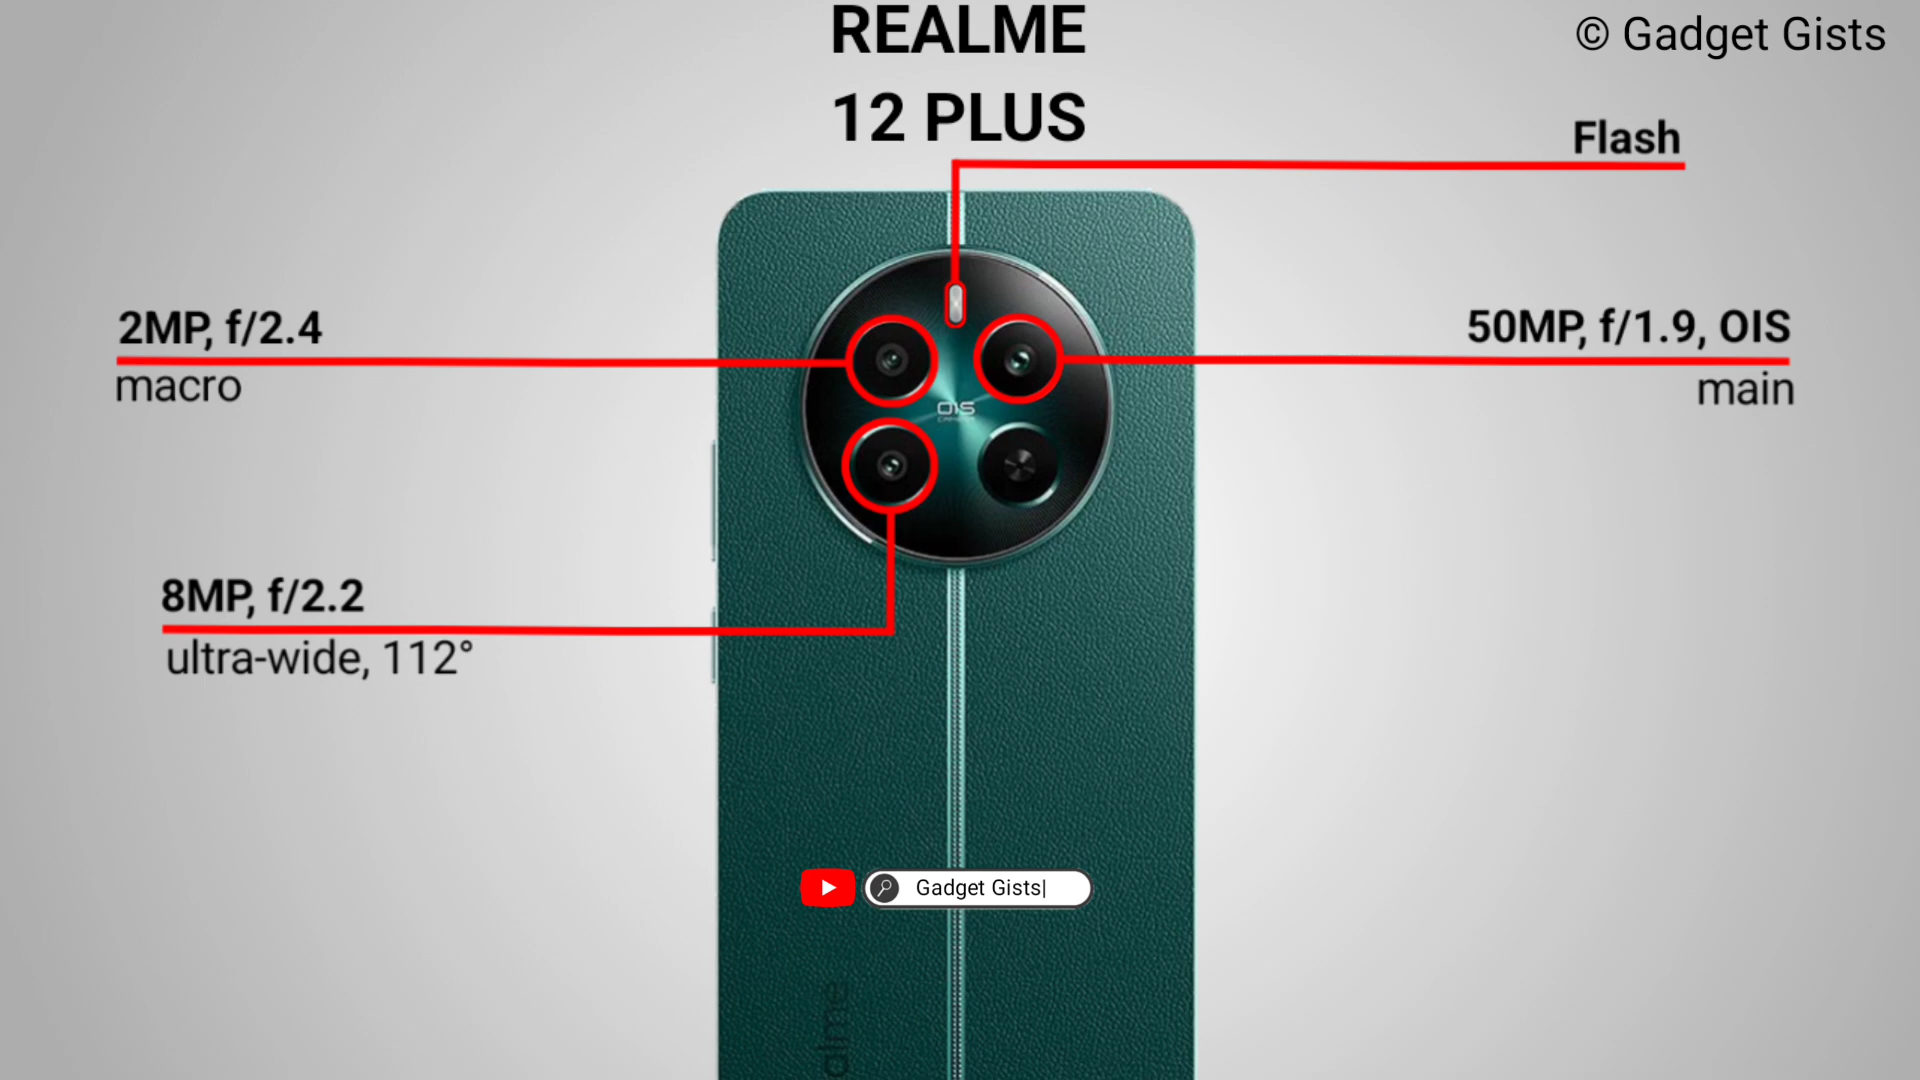 REALME
12 PLUS
© Gadget Gists
Flash
2MP, f/2.4
macro
50MP, f/1.9, OIS
main
OIS
8MP, f/2.2
ultra-wide, 112°
Gadget Gists|